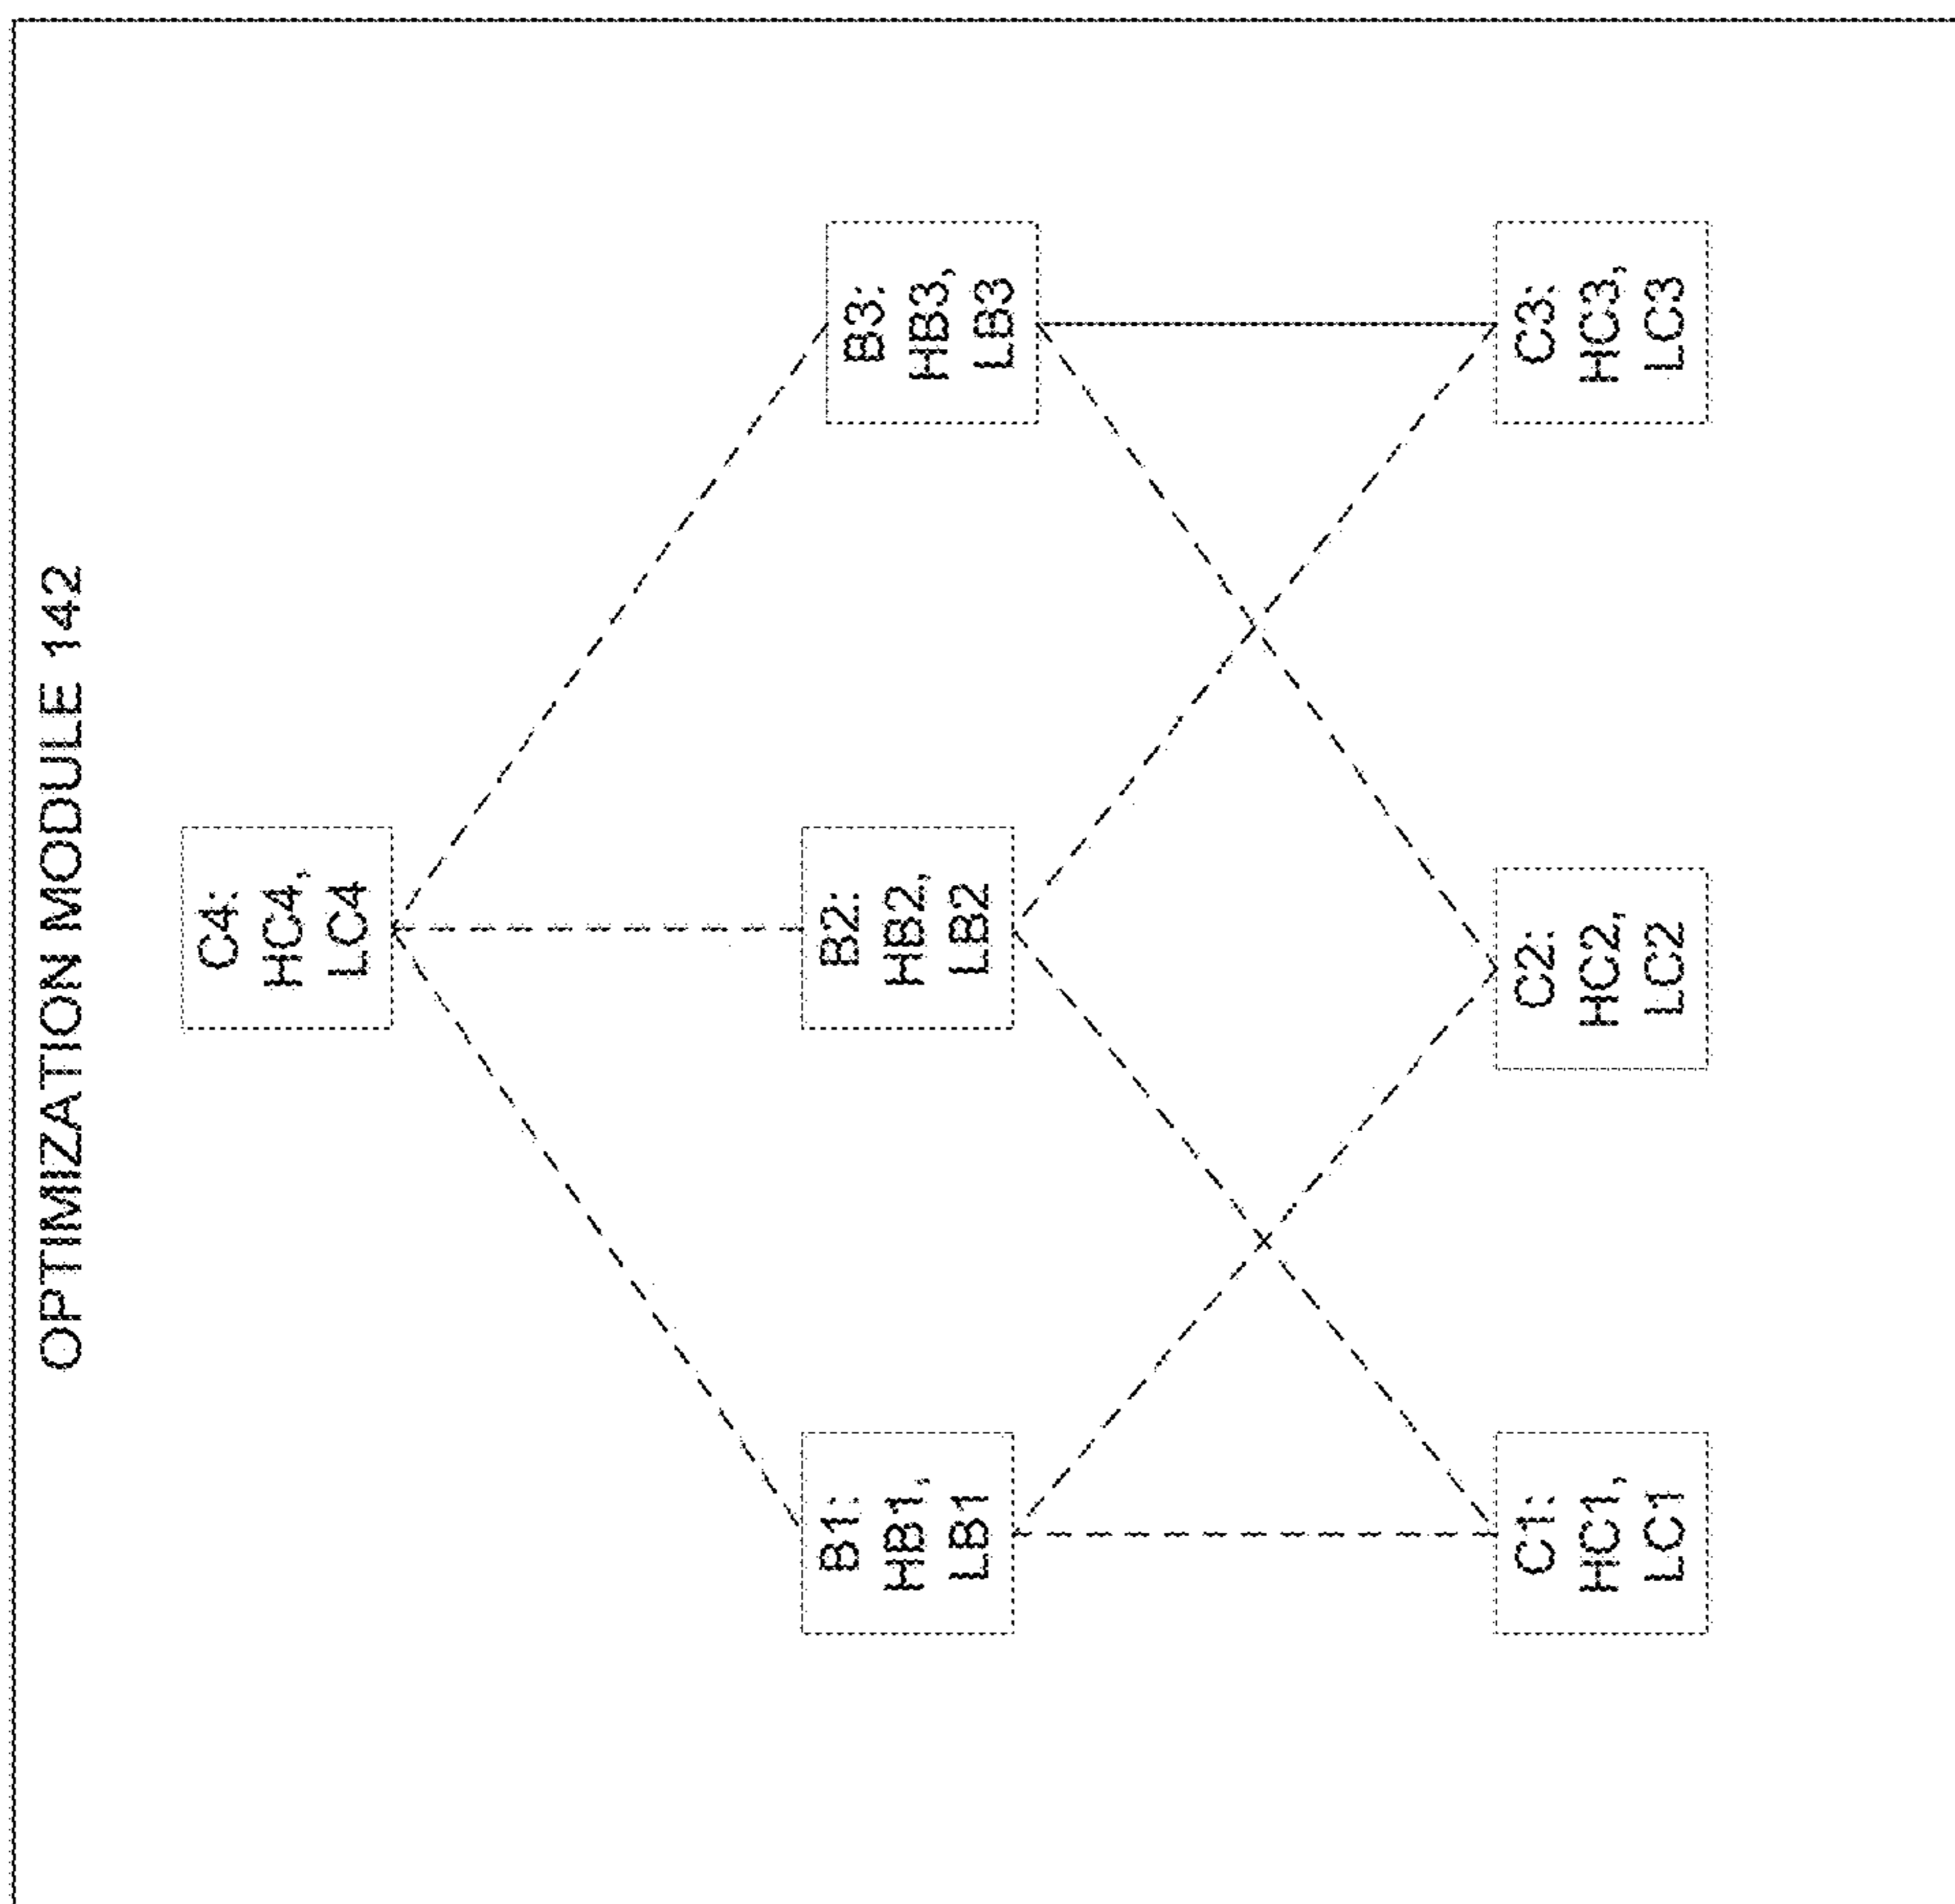 OPTIMIZATION MODULE 142
C4:
HC4,
LC4
B1:
HB1,
LB1
B2:
HB2,
LB2
B3:
HB3,
LB3
C1:
HC1,
LC1
C2:
HC2,
LC2
C3:
HC3,
LC3